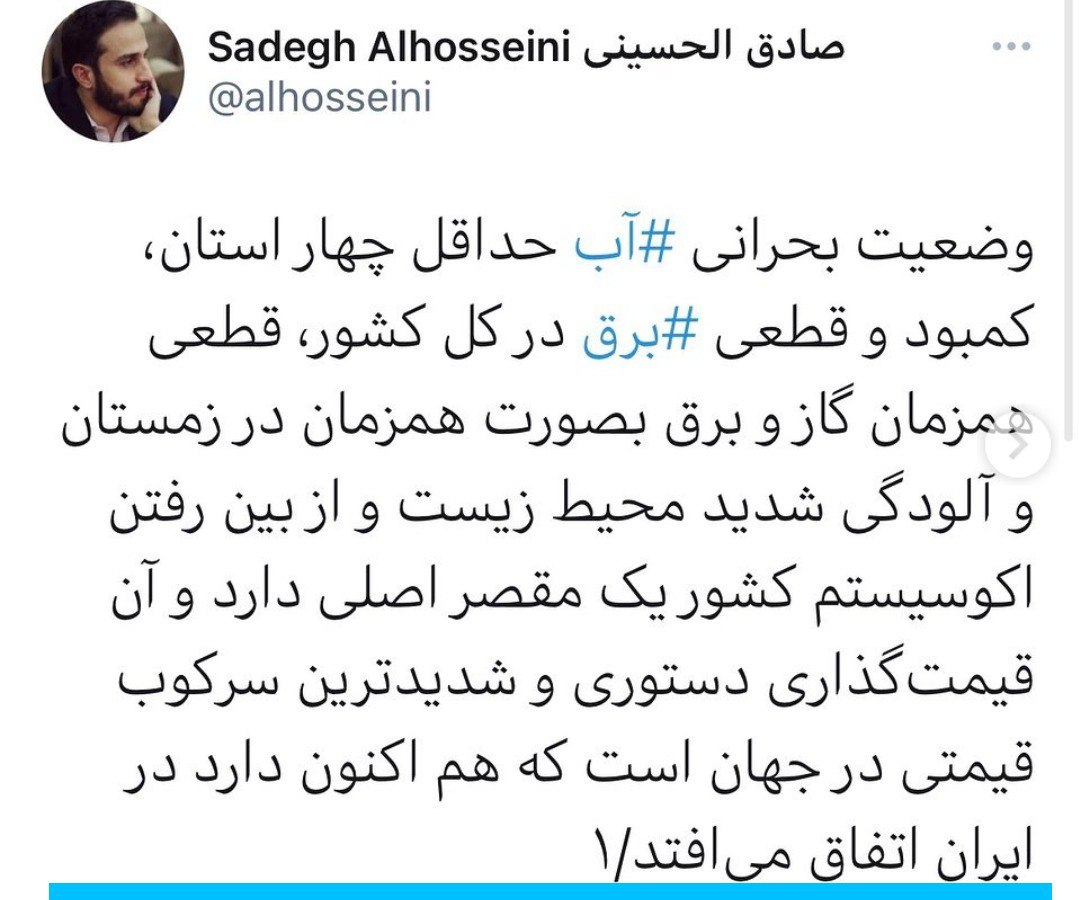 Sadegh Alhosseini صادق الحسینی
@alhosseini
وضعیت بحرانی #آب حداقل چهار استان،
کمبود و قطعی #برق در کل کشور، قطعی
همزمان گاز و برق بصورت همزمان در زمستان
و آلودگی شدید محیط زیست و از بین رفتن
اکوسیستم کشور یک مقصر اصلی دارد و آن
قیمت‌گذاری دستوری و شدیدترین سرکوب
قیمتی در جهان است که هم اکنون دارد در
ایران اتفاق می‌افتد/۱